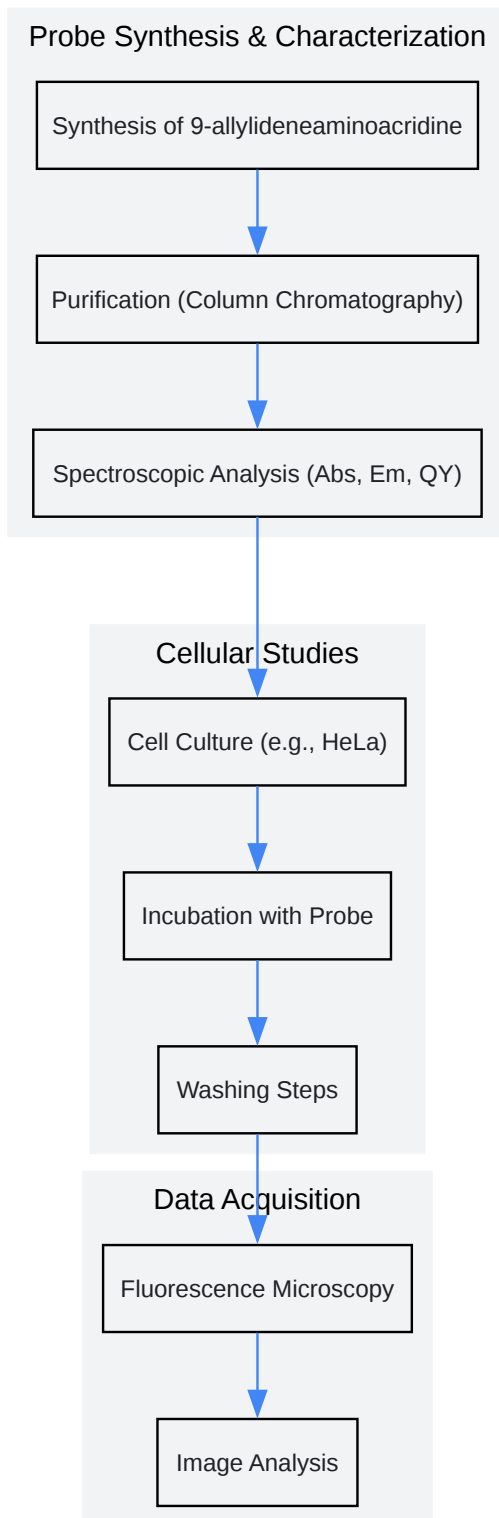 Probe Synthesis & Characterization
Synthesis of 9-allylideneaminoacridine
Purification (Column Chromatography)
Spectroscopic Analysis (Abs, Em, QY)
Cellular Studies
Cell Culture (e.g., HeLa)
Incubation with Probe
Washing Steps
Data Acquisition
Fluorescence Microscopy
Image Analysis